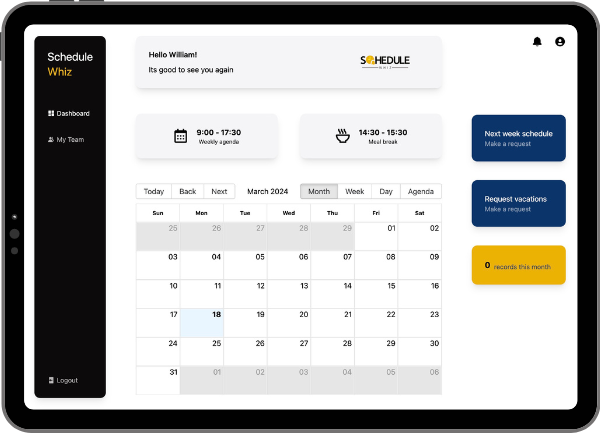 Schedule
Whiz
Dashboard
My Team
Logout
Hello William!
Its good to see you again
SCHEDULE
9:00 - 17:30
Weekly agenda
14:30 - 15:30
Meal break
Next week schedule
Make a request
Request vacations
Make a request
0 records this month
Today Back Next March 2024 Month Week Day Agenda
Sun Mon Tue Wed Thu Fri Sat
25 26 27 28 29 01 02
03 04 05 06 07 08 09
10 11 12 13 14 15 16
17 18 19 20 21 22 23
24 25 26 27 28 29 30
31 01 02 03 04 05 06